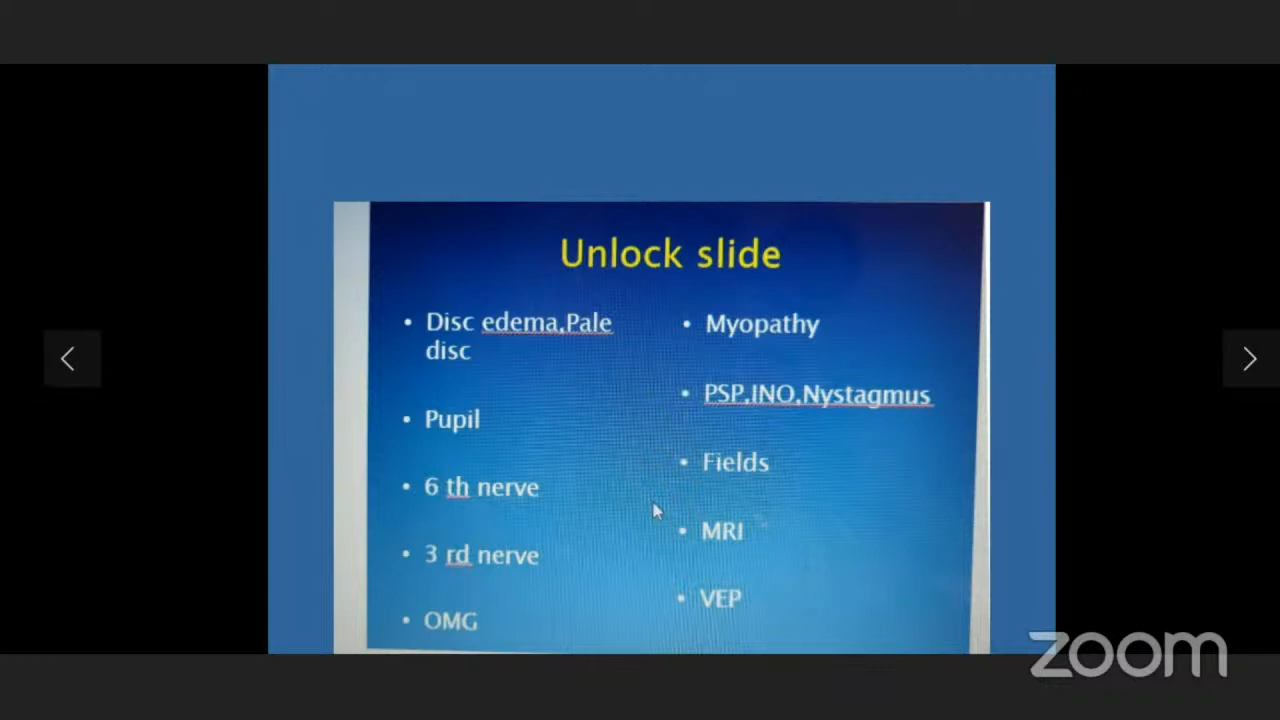 Unlock slide
• Disc edema,Pale
disc
• Pupil
• 6 th nerve
• 3 rd nerve
• OMG
• Myopathy
• PSP,INO,Nystagmus
• Fields
• MRI
• VEP
zoom